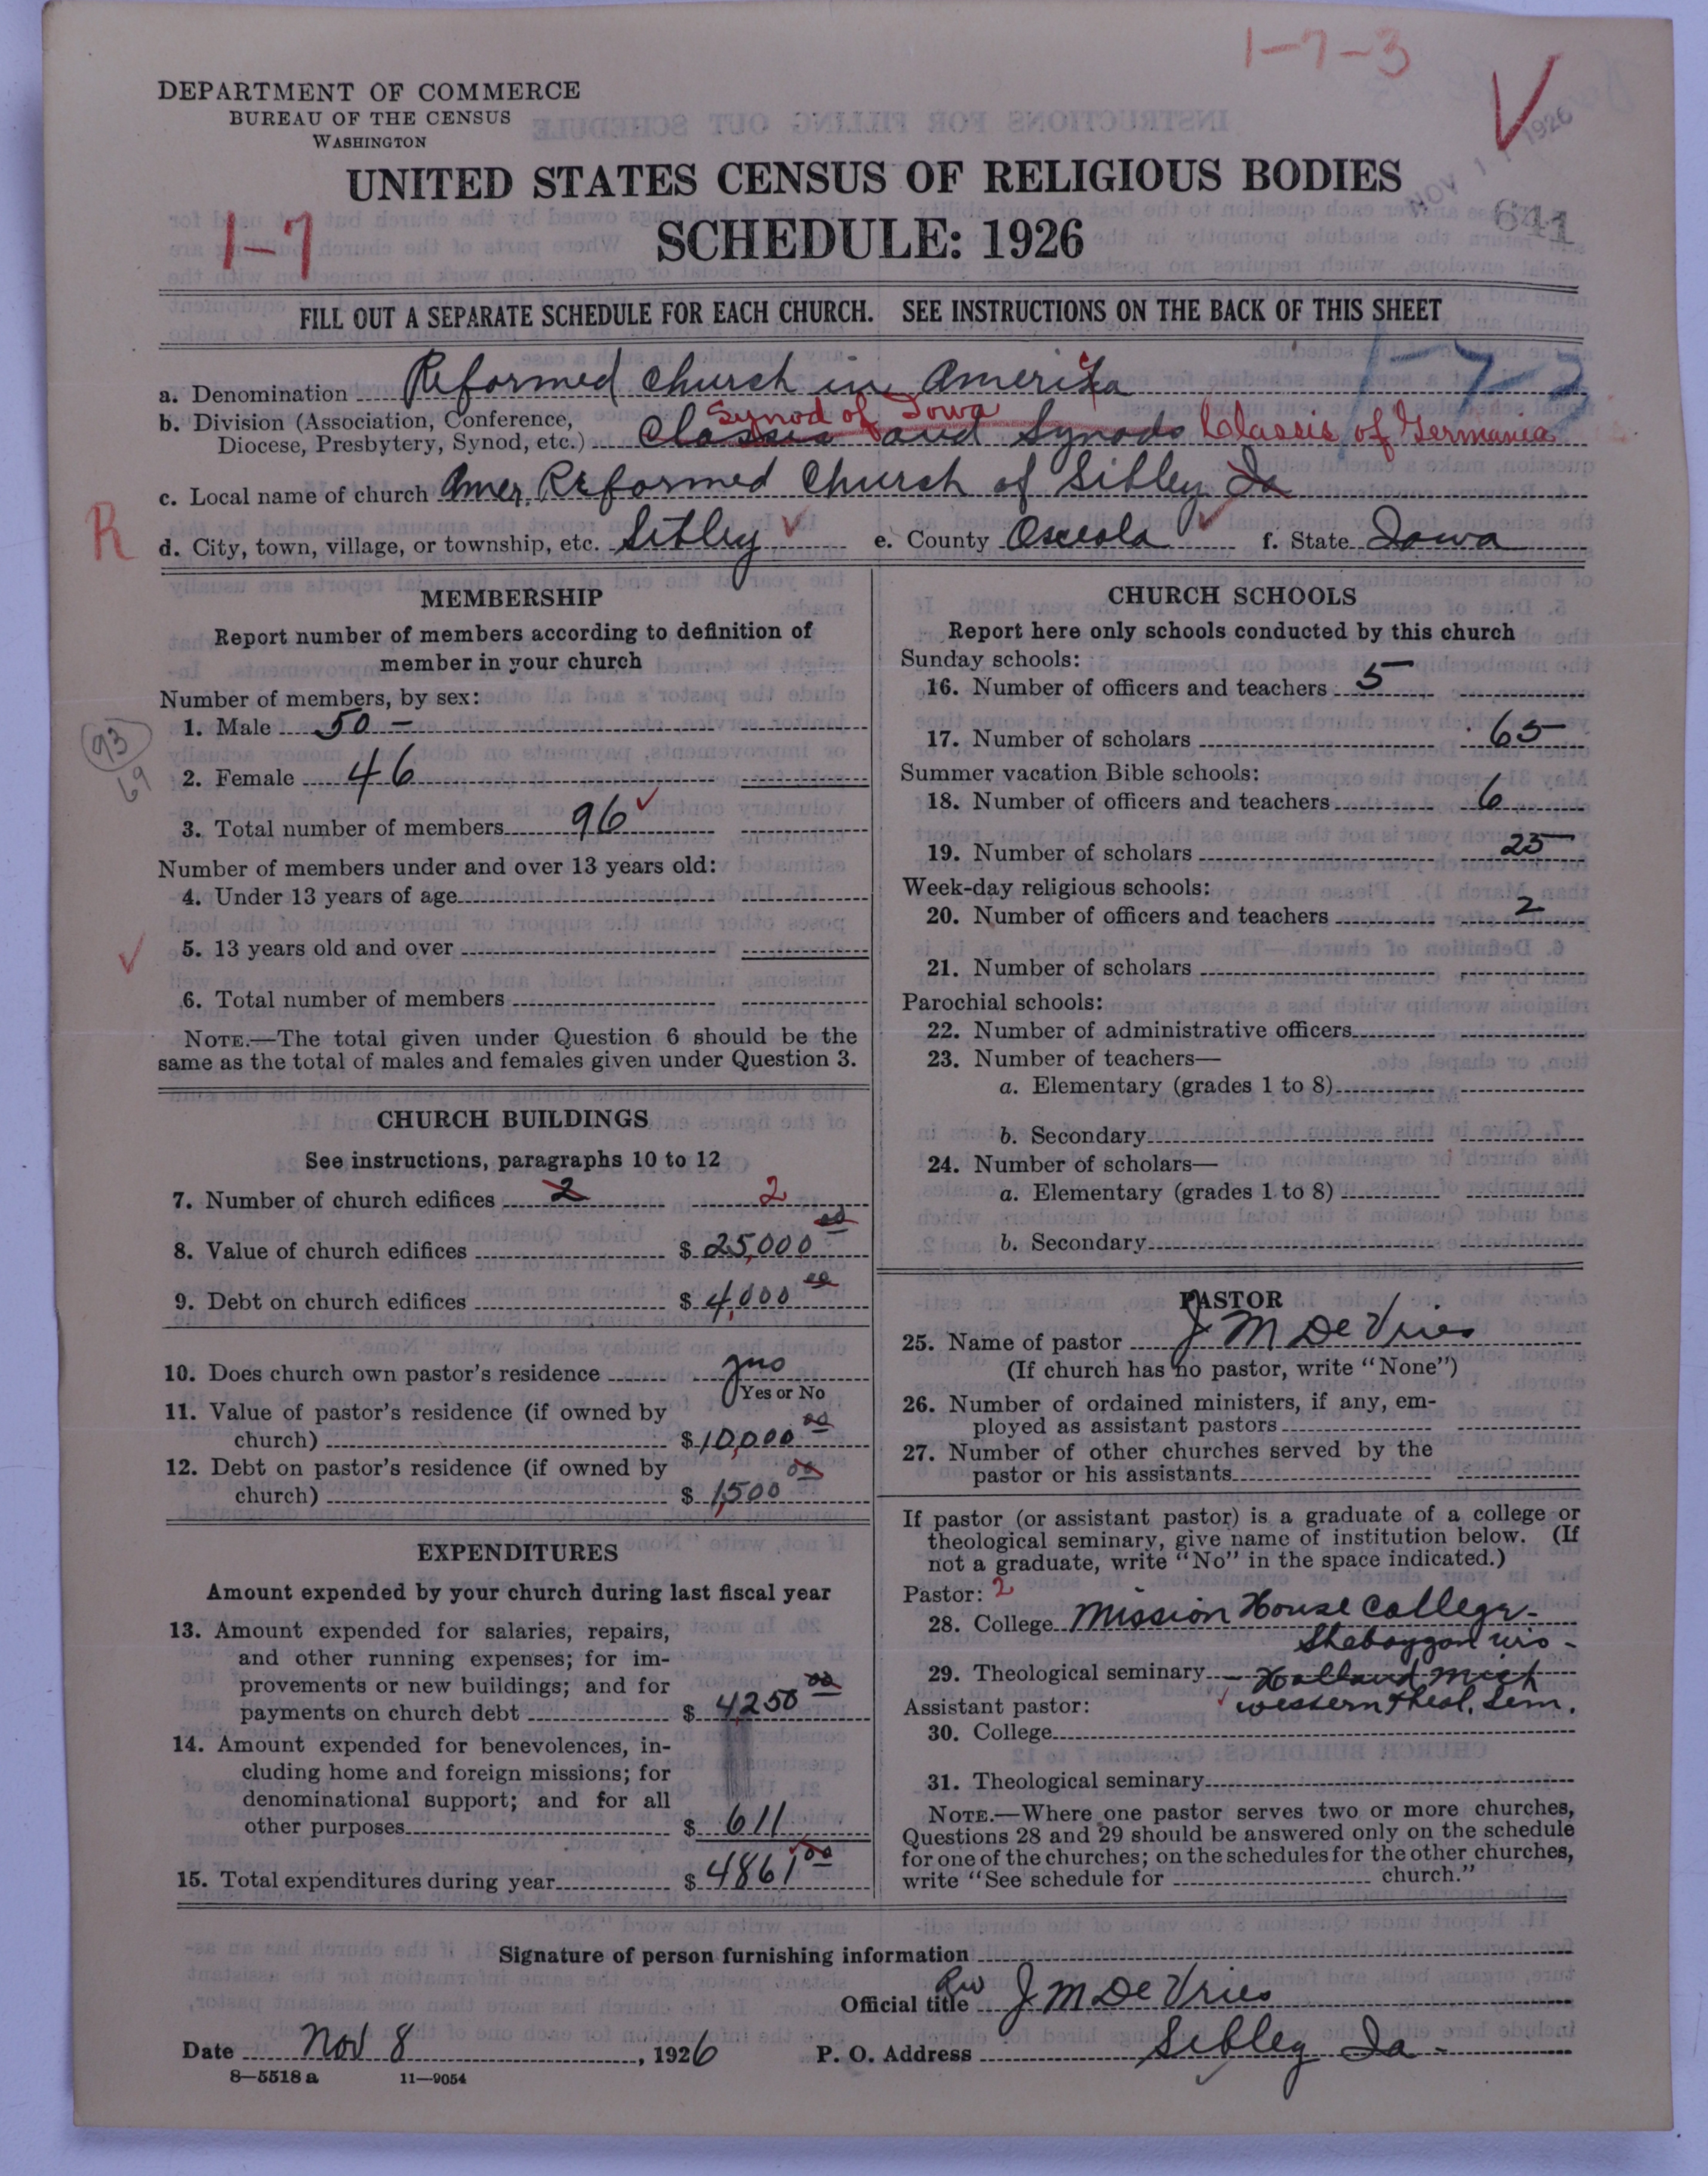 1-7-3
V
DEPARTMENT OF COMMERCE
BUREAU OF THE CENSUS
WASHINGTON
NOV 1 1926
641
UNITED STATES CENSUS OF RELIGIOUS BODIES
1-7
SCHEDULE: 1926
FILL OUT A SEPARATE SCHEDULE FOR EACH CHURCH. SEE INSTRUCTIONS ON THE BACK OF THIS SHEET
1-7-3
a. Denomination Reformed church in America
b. Division (Association, Conference, Synod of Iowa
Diocese, Presbytery, Synod, etc.) Classis and Synods Classis of Germania
c. Local name of church Amer. Reformed Church of Sibley Ia
R
d. City, town, village, or township, etc. Sibley e. County Osceola f. State Iowa
MEMBERSHIP
Report number of members according to definition of
member in your church
Number of members, by sex:
1. Male 50 -
93
69
2. Female 46
3. Total number of members 96
Number of members under and over 13 years old:
4. Under 13 years of age
5. 13 years old and over
6. Total number of members
NOTE.—The total given under Question 6 should be the
same as the total of males and females given under Question 3.
CHURCH BUILDINGS
See instructions, paragraphs 10 to 12
7. Number of church edifices 2 2
8. Value of church edifices $ 25,000 00
9. Debt on church edifices $ 4,000 00
10. Does church own pastor's residence yes
Yes or No
11. Value of pastor's residence (if owned by
church) $ 10,000 00
12. Debt on pastor's residence (if owned by
church) $ 1,500 00
EXPENDITURES
Amount expended by your church during last fiscal year
13. Amount expended for salaries, repairs,
and other running expenses; for im-
provements or new buildings; and for
payments on church debt $ 4,250 00
14. Amount expended for benevolences, in-
cluding home and foreign missions; for
denominational support; and for all
other purposes $ 611
15. Total expenditures during year $ 4861 00
CHURCH SCHOOLS
Report here only schools conducted by this church
Sunday schools:
16. Number of officers and teachers 5
17. Number of scholars 65
Summer vacation Bible schools:
18. Number of officers and teachers 6
19. Number of scholars 25
Week-day religious schools:
20. Number of officers and teachers 2
21. Number of scholars
Parochial schools:
22. Number of administrative officers
23. Number of teachers—
a. Elementary (grades 1 to 8)
b. Secondary
24. Number of scholars—
a. Elementary (grades 1 to 8)
b. Secondary
PASTOR
25. Name of pastor J M De Vries
(If church has no pastor, write "None")
26. Number of ordained ministers, if any, em-
ployed as assistant pastors
27. Number of other churches served by the
pastor or his assistants
If pastor (or assistant pastor) is a graduate of a college or
theological seminary, give name of institution below. (If
not a graduate, write "No" in the space indicated.)
Pastor: 2
28. College Mission House College-
Sheboygan Wis -
29. Theological seminary Holland Mich
Assistant pastor: Western Theol. Sem.
30. College
31. Theological seminary
NOTE.—Where one pastor serves two or more churches,
Questions 28 and 29 should be answered only on the schedule
for one of the churches; on the schedules for the other churches,
write "See schedule for church."
Signature of person furnishing information
Official title Rev J M De Vries
Date Nov 8, 1926 P. O. Address Sibley Ia -
8—5518 a 11—9054